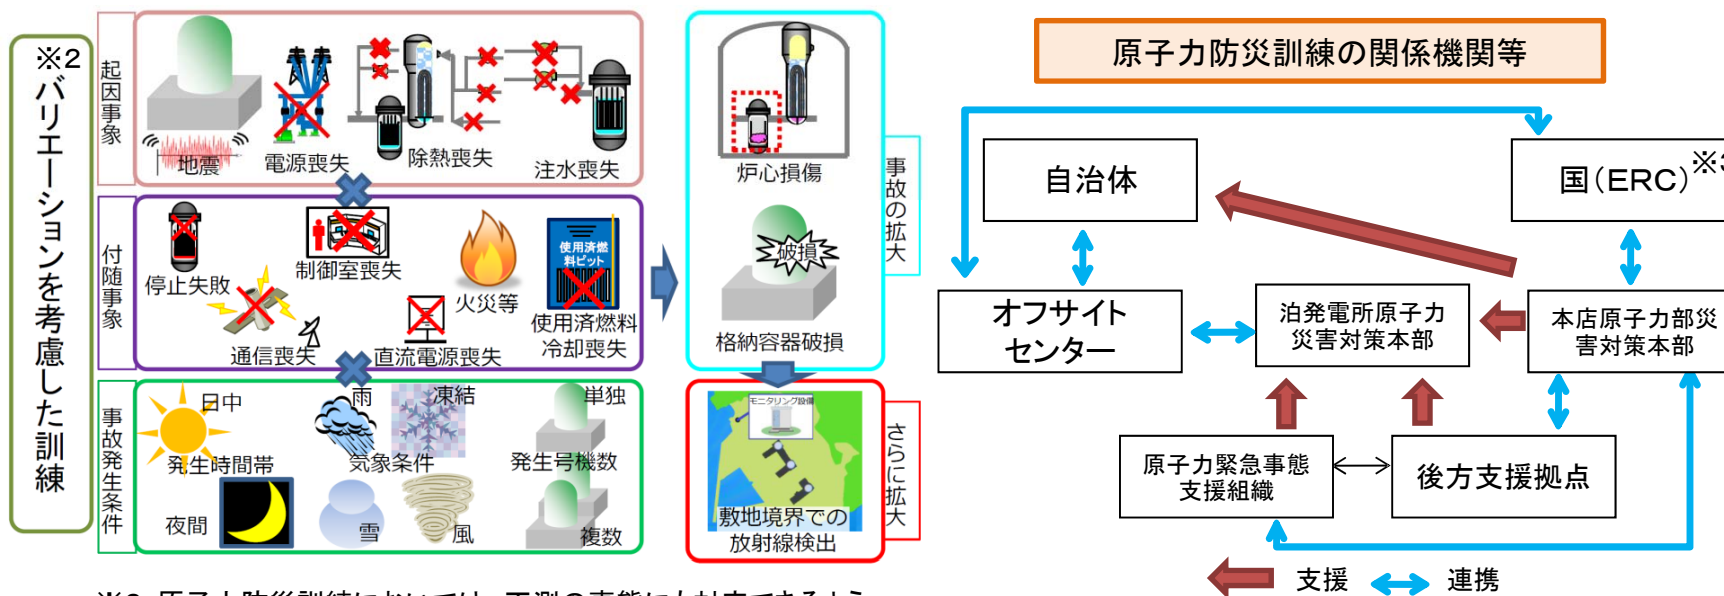 ※2
バリエーションを考慮した訓練
起因事象
地震
電源喪失
除熱喪失
注水喪失
付随事象
停止失敗
制御室喪失
通信喪失
直流電源喪失
火災等
使用済燃
料ピット
使用済燃料
冷却喪失
事故発生条件
日中
発生時間帯
夜間
雨
凍結
気象条件
雪
風
単独
発生号機数
複数
炉心損傷
破損
格納容器破損
事故の拡大
モニタリング設備
敷地境界での
放射線検出
さらに拡大
原子力防災訓練の関係機関等
自治体
国(ERC)※3
オフサイト
センター
泊発電所原子力
災害対策本部
本店原子力部災
害対策本部
原子力緊急事態
支援組織
後方支援拠点
支援
連携